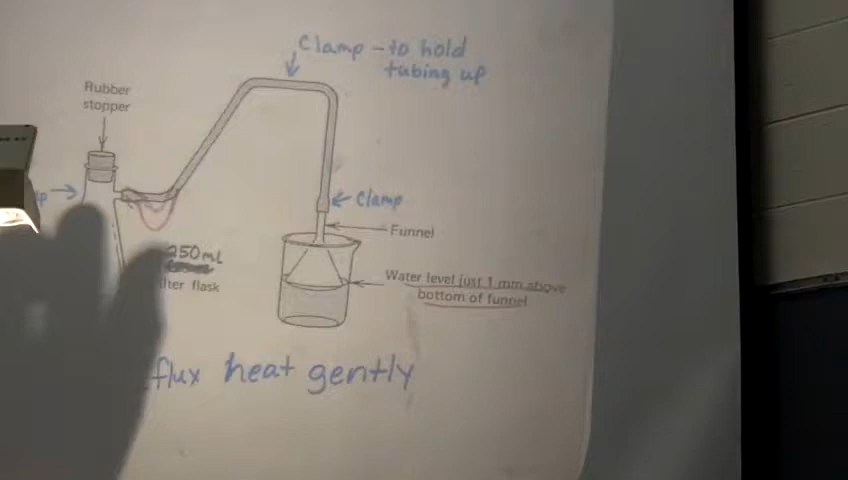 Clamp - to hold
tubing up
Rubber
stopper
Clamp
Funnel
250mL
flask
Water level just 1 mm above
bottom of funnel
heat gently